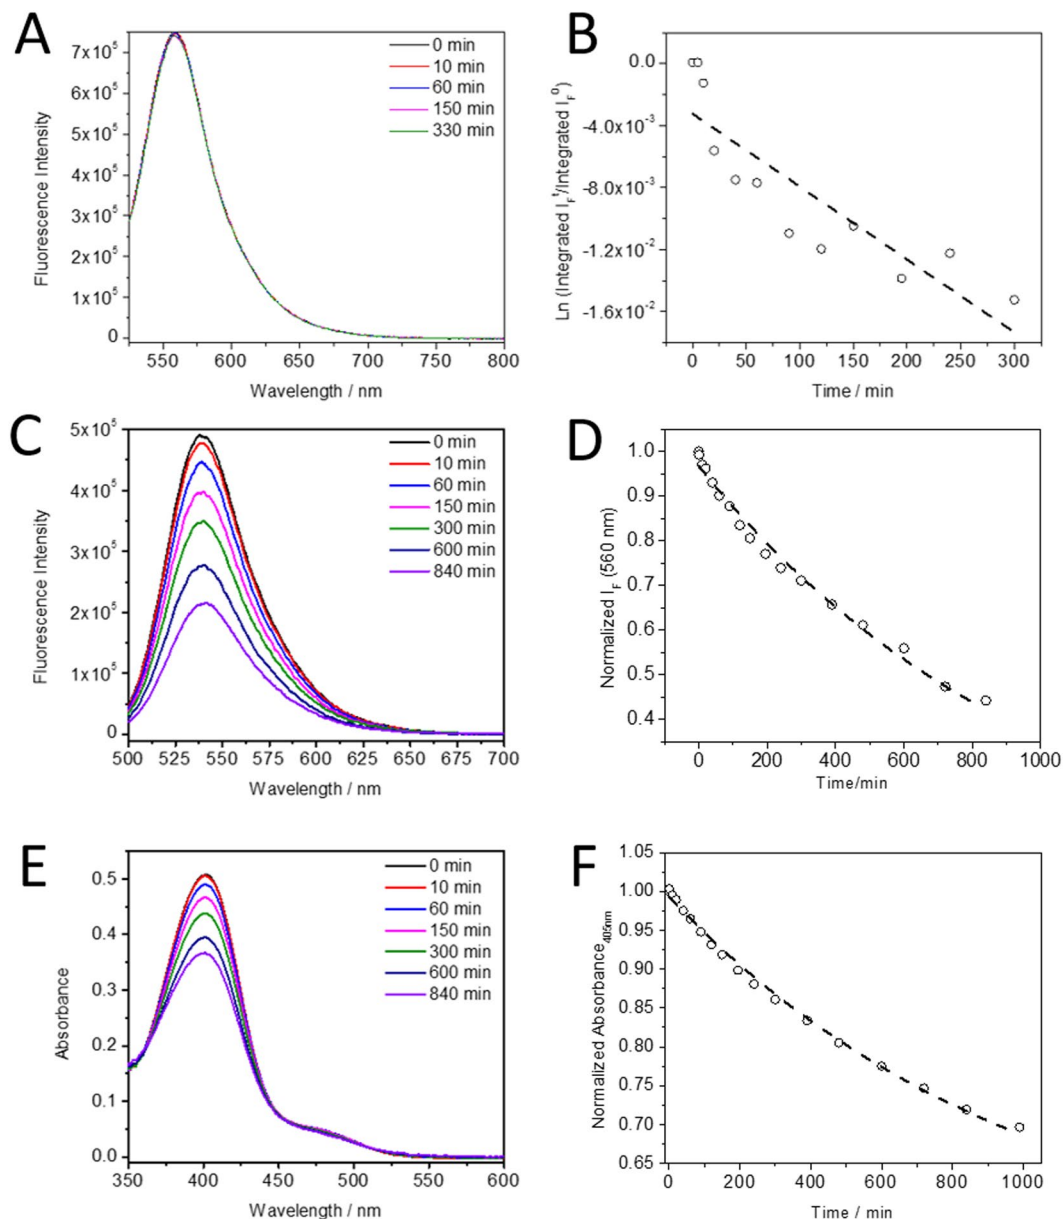 A
7x10⁵
6x10⁵
5x10⁵
4x10⁵
3x10⁵
2x10⁵
1x10⁵
0
Fluorescence Intensity
0 min
10 min
60 min
150 min
330 min
550
600
650
700
750
800
Wavelength / nm
B
0.0
-4.0x10⁻³
-8.0x10⁻³
-1.2x10⁻²
-1.6x10⁻²
Ln (Integrated I_F^t/Integrated I_F^0)
0
50
100
150
200
250
300
Time / min
C
5x10⁵
4x10⁵
3x10⁵
2x10⁵
1x10⁵
0
Fluorescence Intensity
0 min
10 min
60 min
150 min
300 min
600 min
840 min
500
525
550
575
600
625
650
675
700
Wavelength / nm
D
1.0
0.9
0.8
0.7
0.6
0.5
0.4
Normalized I_F (560 nm)
0
200
400
600
800
1000
Time/min
E
0.5
0.4
0.3
0.2
0.1
0.0
Absorbance
0 min
10 min
60 min
150 min
300 min
600 min
840 min
350
400
450
500
550
600
Wavelength / nm
F
1.05
1.00
0.95
0.90
0.85
0.80
0.75
0.70
0.65
Normalized Absorbance405nm
0
200
400
600
800
1000
Time / min